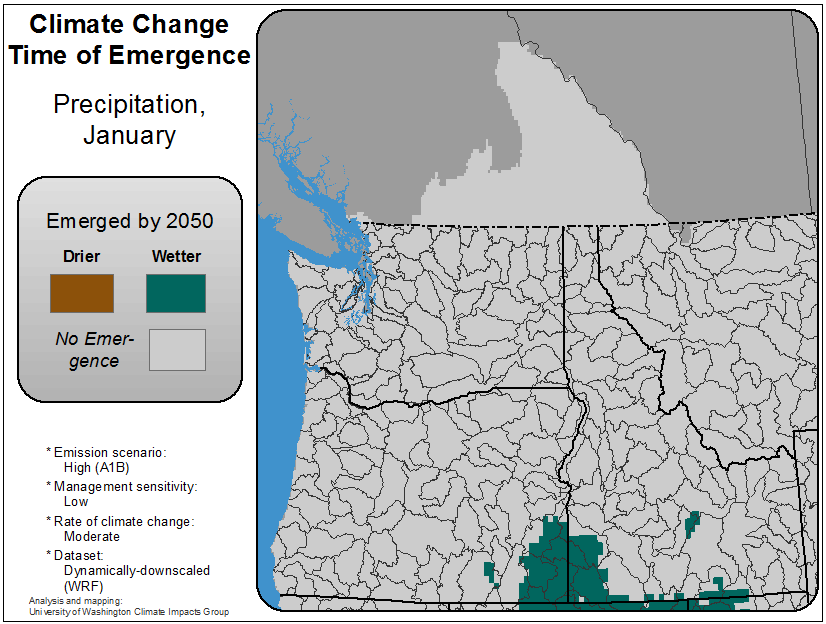 Climate Change
Time of Emergence
Precipitation,
January
Emerged by 2050
Drier
Wetter
No Emer-
gence
* Emission scenario:
High (A1B)
* Management sensitivity:
Low
* Rate of climate change:
Moderate
* Dataset:
Dynamically-downscaled
(WRF)
Analysis and mapping:
University of Washington Climate Impacts Group